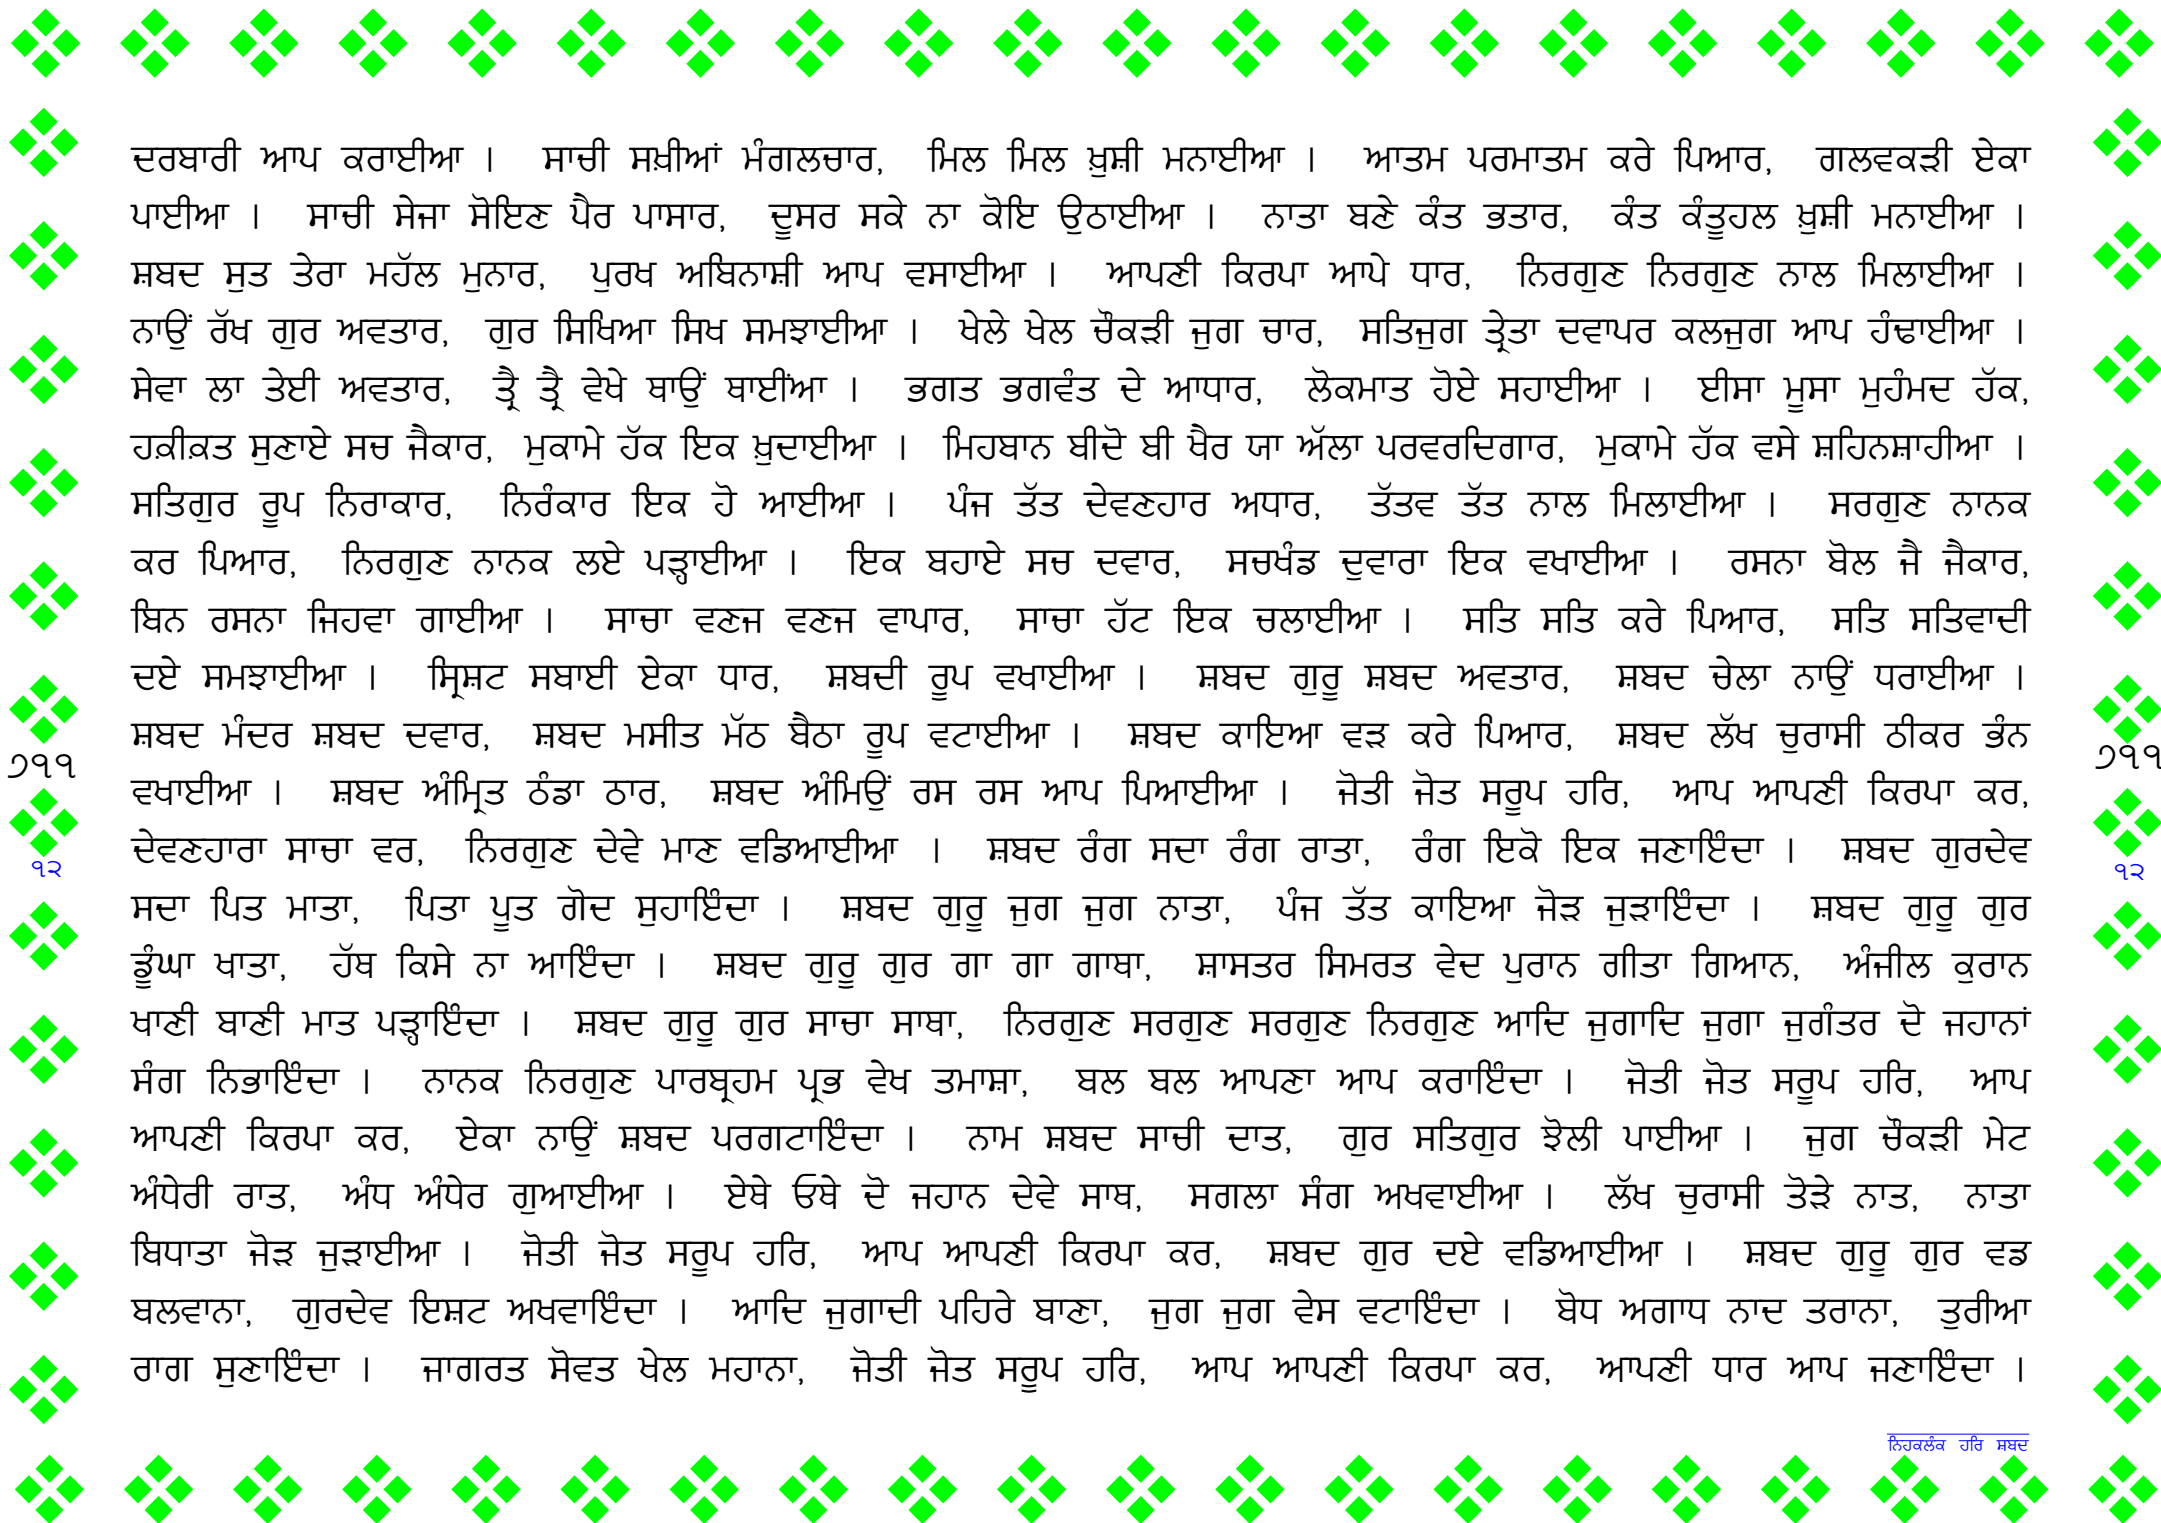 ਦਰਬਾਰੀ ਆਪ ਕਰਾਈਆ । ਸਾਚੀ ਸਖ਼ੀਆਂ ਮੰਗਲਚਾਰ, ਮਿਲ ਮਿਲ ਖ਼ੁਸ਼ੀ ਮਨਾਈਆ । ਆਤਮ ਪਰਮਾਤਮ ਕਰੇ ਪਿਆਰ, ਗਲਵਕੜੀ ਏਕਾ
ਪਾਈਆ । ਸਾਚੀ ਸੇਜਾ ਸੋਇਣ ਪੈਰ ਪਾਸਾਰ, ਦੂਸਰ ਸਕੇ ਨਾ ਕੋਇ ਉਠਾਈਆ । ਨਾਤਾ ਬਣੇ ਕੰਤ ਭਤਾਰ, ਕੰਤ ਕੰਤੂਹਲ ਖ਼ੁਸ਼ੀ ਮਨਾਈਆ ।
ਸ਼ਬਦ ਸੁਤ ਤੇਰਾ ਮਹੱਲ ਮੁਨਾਰ, ਪੁਰਖ ਅਬਿਨਾਸ਼ੀ ਆਪ ਵਸਾਈਆ । ਆਪਣੀ ਕਿਰਪਾ ਆਪੇ ਧਾਰ, ਨਿਰਗੁਣ ਨਿਰਗੁਣ ਨਾਲ ਮਿਲਾਈਆ ।
ਨਾਉਂ ਰੱਖ ਗੁਰ ਅਵਤਾਰ, ਗੁਰ ਸਿਖਿਆ ਸਿਖ ਸਮਝਾਈਆ । ਖੇਲੇ ਖੇਲ ਚੌਕੜੀ ਜੁਗ ਚਾਰ, ਸਤਿਜੁਗ ਤ੍ਰੇਤਾ ਦਵਾਪਰ ਕਲਜੁਗ ਆਪ ਹੰਢਾਈਆ ।
ਸੇਵਾ ਲਾ ਤੇਈ ਅਵਤਾਰ, ਤ੍ਰੈ ਤ੍ਰੈ ਵੇਖੇ ਥਾਉਂ ਥਾਈਂਆ । ਭਗਤ ਭਗਵੰਤ ਦੇ ਆਧਾਰ, ਲੋਕਮਾਤ ਹੋਏ ਸਹਾਈਆ । ਈਸਾ ਮੂਸਾ ਮੁਹੰਮਦ ਹੱਕ,
ਹਕ਼ੀਕ਼ਤ ਸੁਣਾਏ ਸਚ ਜੈਕਾਰ, ਮੁਕਾਮੇ ਹੱਕ ਇਕ ਖ਼ੁਦਾਈਆ । ਮਿਹਬਾਨ ਬੀਦੋ ਬੀ ਖੈਰ ਯਾ ਅੱਲਾ ਪਰਵਰਦਿਗਾਰ, ਮੁਕਾਮੇ ਹੱਕ ਵਸੇ ਸ਼ਹਿਨਸ਼ਾਹੀਆ ।
ਸਤਿਗੁਰ ਰੂਪ ਨਿਰਾਕਾਰ, ਨਿਰੰਕਾਰ ਇਕ ਹੋ ਆਈਆ । ਪੰਜ ਤੱਤ ਦੇਵਣਹਾਰ ਅਧਾਰ, ਤੱਤਵ ਤੱਤ ਨਾਲ ਮਿਲਾਈਆ । ਸਰਗੁਣ ਨਾਨਕ
ਕਰ ਪਿਆਰ, ਨਿਰਗੁਣ ਨਾਨਕ ਲਏ ਪੜ੍ਹਾਈਆ । ਇਕ ਬਹਾਏ ਸਚ ਦਵਾਰ, ਸਚਖੰਡ ਦੁਵਾਰਾ ਇਕ ਵਖਾਈਆ । ਰਸਨਾ ਬੋਲ ਜੈ ਜੈਕਾਰ,
ਬਿਨ ਰਸਨਾ ਜਿਹਵਾ ਗਾਈਆ । ਸਾਚਾ ਵਣਜ ਵਣਜ ਵਾਪਾਰ, ਸਾਚਾ ਹੱਟ ਇਕ ਚਲਾਈਆ । ਸਤਿ ਸਤਿ ਕਰੇ ਪਿਆਰ, ਸਤਿ ਸਤਿਵਾਦੀ
ਦਏ ਸਮਝਾਈਆ । ਸ੍ਰਿਸ਼ਟ ਸਬਾਈ ਏਕਾ ਧਾਰ, ਸ਼ਬਦੀ ਰੂਪ ਵਖਾਈਆ । ਸ਼ਬਦ ਗੁਰੂ ਸ਼ਬਦ ਅਵਤਾਰ, ਸ਼ਬਦ ਚੇਲਾ ਨਾਉਂ ਧਰਾਈਆ ।
ਸ਼ਬਦ ਮੰਦਰ ਸ਼ਬਦ ਦਵਾਰ, ਸ਼ਬਦ ਮਸੀਤ ਮੱਠ ਬੈਠਾ ਰੂਪ ਵਟਾਈਆ । ਸ਼ਬਦ ਕਾਇਆ ਵੜ ਕਰੇ ਪਿਆਰ, ਸ਼ਬਦ ਲੱਖ ਚੁਰਾਸੀ ਠੀਕਰ ਭੰਨ
੭੧੧ ੭੧੧
ਵਖਾਈਆ । ਸ਼ਬਦ ਅੰਮ੍ਰਿਤ ਠੰਡਾ ਠਾਰ, ਸ਼ਬਦ ਅੰਮਿਉਂ ਰਸ ਰਸ ਆਪ ਪਿਆਈਆ । ਜੋਤੀ ਜੋਤ ਸਰੂਪ ਹਰਿ, ਆਪ ਆਪਣੀ ਕਿਰਪਾ ਕਰ,
ਦੇਵਣਹਾਰਾ ਸਾਚਾ ਵਰ, ਨਿਰਗੁਣ ਦੇਵੇ ਮਾਣ ਵਡਿਆਈਆ । ਸ਼ਬਦ ਰੰਗ ਸਦਾ ਰੰਗ ਰਾਤਾ, ਰੰਗ ਇਕੋ ਇਕ ਜਣਾਇੰਦਾ । ਸ਼ਬਦ ਗੁਰਦੇਵ
੧੨ ੧੨
ਸਦਾ ਪਿਤ ਮਾਤਾ, ਪਿਤਾ ਪੂਤ ਗੋਦ ਸੁਹਾਇੰਦਾ । ਸ਼ਬਦ ਗੁਰੂ ਜੁਗ ਜੁਗ ਨਾਤਾ, ਪੰਜ ਤੱਤ ਕਾਇਆ ਜੋੜ ਜੁੜਾਇੰਦਾ । ਸ਼ਬਦ ਗੁਰੂ ਗੁਰ
ਡੂੰਘਾ ਖਾਤਾ, ਹੱਥ ਕਿਸੇ ਨਾ ਆਇੰਦਾ । ਸ਼ਬਦ ਗੁਰੂ ਗੁਰ ਗਾ ਗਾ ਗਾਥਾ, ਸ਼ਾਸਤਰ ਸਿਮਰਤ ਵੇਦ ਪੁਰਾਨ ਗੀਤਾ ਗਿਆਨ, ਅੰਜੀਲ ਕੁਰਾਨ
ਖਾਣੀ ਬਾਣੀ ਮਾਤ ਪੜ੍ਹਾਇੰਦਾ । ਸ਼ਬਦ ਗੁਰੂ ਗੁਰ ਸਾਚਾ ਸਾਥਾ, ਨਿਰਗੁਣ ਸਰਗੁਣ ਸਰਗੁਣ ਨਿਰਗੁਣ ਆਦਿ ਜੁਗਾਦਿ ਜੁਗਾ ਜੁਗੰਤਰ ਦੋ ਜਹਾਨਾਂ
ਸੰਗ ਨਿਭਾਇੰਦਾ । ਨਾਨਕ ਨਿਰਗੁਣ ਪਾਰਬ੍ਰਹਮ ਪ੍ਰਭ ਵੇਖ ਤਮਾਸ਼ਾ, ਬਲ ਬਲ ਆਪਣਾ ਆਪ ਕਰਾਇੰਦਾ । ਜੋਤੀ ਜੋਤ ਸਰੂਪ ਹਰਿ, ਆਪ
ਆਪਣੀ ਕਿਰਪਾ ਕਰ, ਏਕਾ ਨਾਉਂ ਸ਼ਬਦ ਪਰਗਟਾਇੰਦਾ । ਨਾਮ ਸ਼ਬਦ ਸਾਚੀ ਦਾਤ, ਗੁਰ ਸਤਿਗੁਰ ਝੋਲੀ ਪਾਈਆ । ਜੁਗ ਚੌਕੜੀ ਮੇਟ
ਅੰਧੇਰੀ ਰਾਤ, ਅੰਧ ਅੰਧੇਰ ਗੁਆਈਆ । ਏਥੇ ਓਥੇ ਦੋ ਜਹਾਨ ਦੇਵੇ ਸਾਥ, ਸਗਲਾ ਸੰਗ ਅਖਵਾਈਆ । ਲੱਖ ਚੁਰਾਸੀ ਤੋੜੇ ਨਾਤ, ਨਾਤਾ
ਬਿਧਾਤਾ ਜੋੜ ਜੁੜਾਈਆ । ਜੋਤੀ ਜੋਤ ਸਰੂਪ ਹਰਿ, ਆਪ ਆਪਣੀ ਕਿਰਪਾ ਕਰ, ਸ਼ਬਦ ਗੁਰ ਦਏ ਵਡਿਆਈਆ । ਸ਼ਬਦ ਗੁਰੂ ਗੁਰ ਵਡ
ਬਲਵਾਨਾ, ਗੁਰਦੇਵ ਇਸ਼ਟ ਅਖਵਾਇੰਦਾ । ਆਦਿ ਜੁਗਾਦੀ ਪਹਿਰੇ ਬਾਣਾ, ਜੁਗ ਜੁਗ ਵੇਸ ਵਟਾਇੰਦਾ । ਬੋਧ ਅਗਾਧ ਨਾਦ ਤਰਾਨਾ, ਤੁਰੀਆ
ਰਾਗ ਸੁਣਾਇੰਦਾ । ਜਾਗਰਤ ਸੋਵਤ ਖੇਲ ਮਹਾਨਾ, ਜੋਤੀ ਜੋਤ ਸਰੂਪ ਹਰਿ, ਆਪ ਆਪਣੀ ਕਿਰਪਾ ਕਰ, ਆਪਣੀ ਧਾਰ ਆਪ ਜਣਾਇੰਦਾ ।
ਨਿਹਕਲੰਕ ਹਰਿ ਸ਼ਬਦ